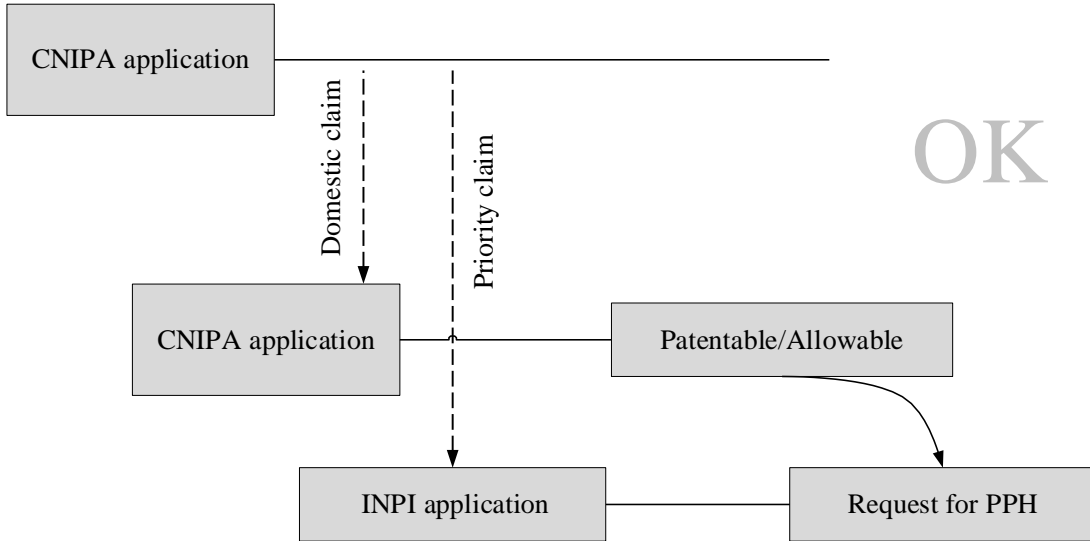 CNIPA application
OK
Domestic claim
Priority claim
CNIPA application
Patentable/Allowable
INPI application
Request for PPH